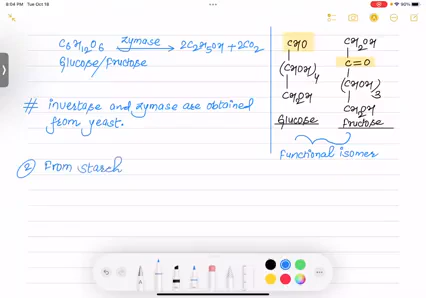 8:04 PM Tue Oct 18
90%
C6H12O6 zymase → 2C2H5OH + 2CO2
Glucose/Fructose
# invertase and zymase are obtained
from yeast.
② From starch
CHO
(CHOH)4
CH2OH
Glucose
CH2OH
C=O
(CHOH)3
CH2OH
Fructose
Functional isomer